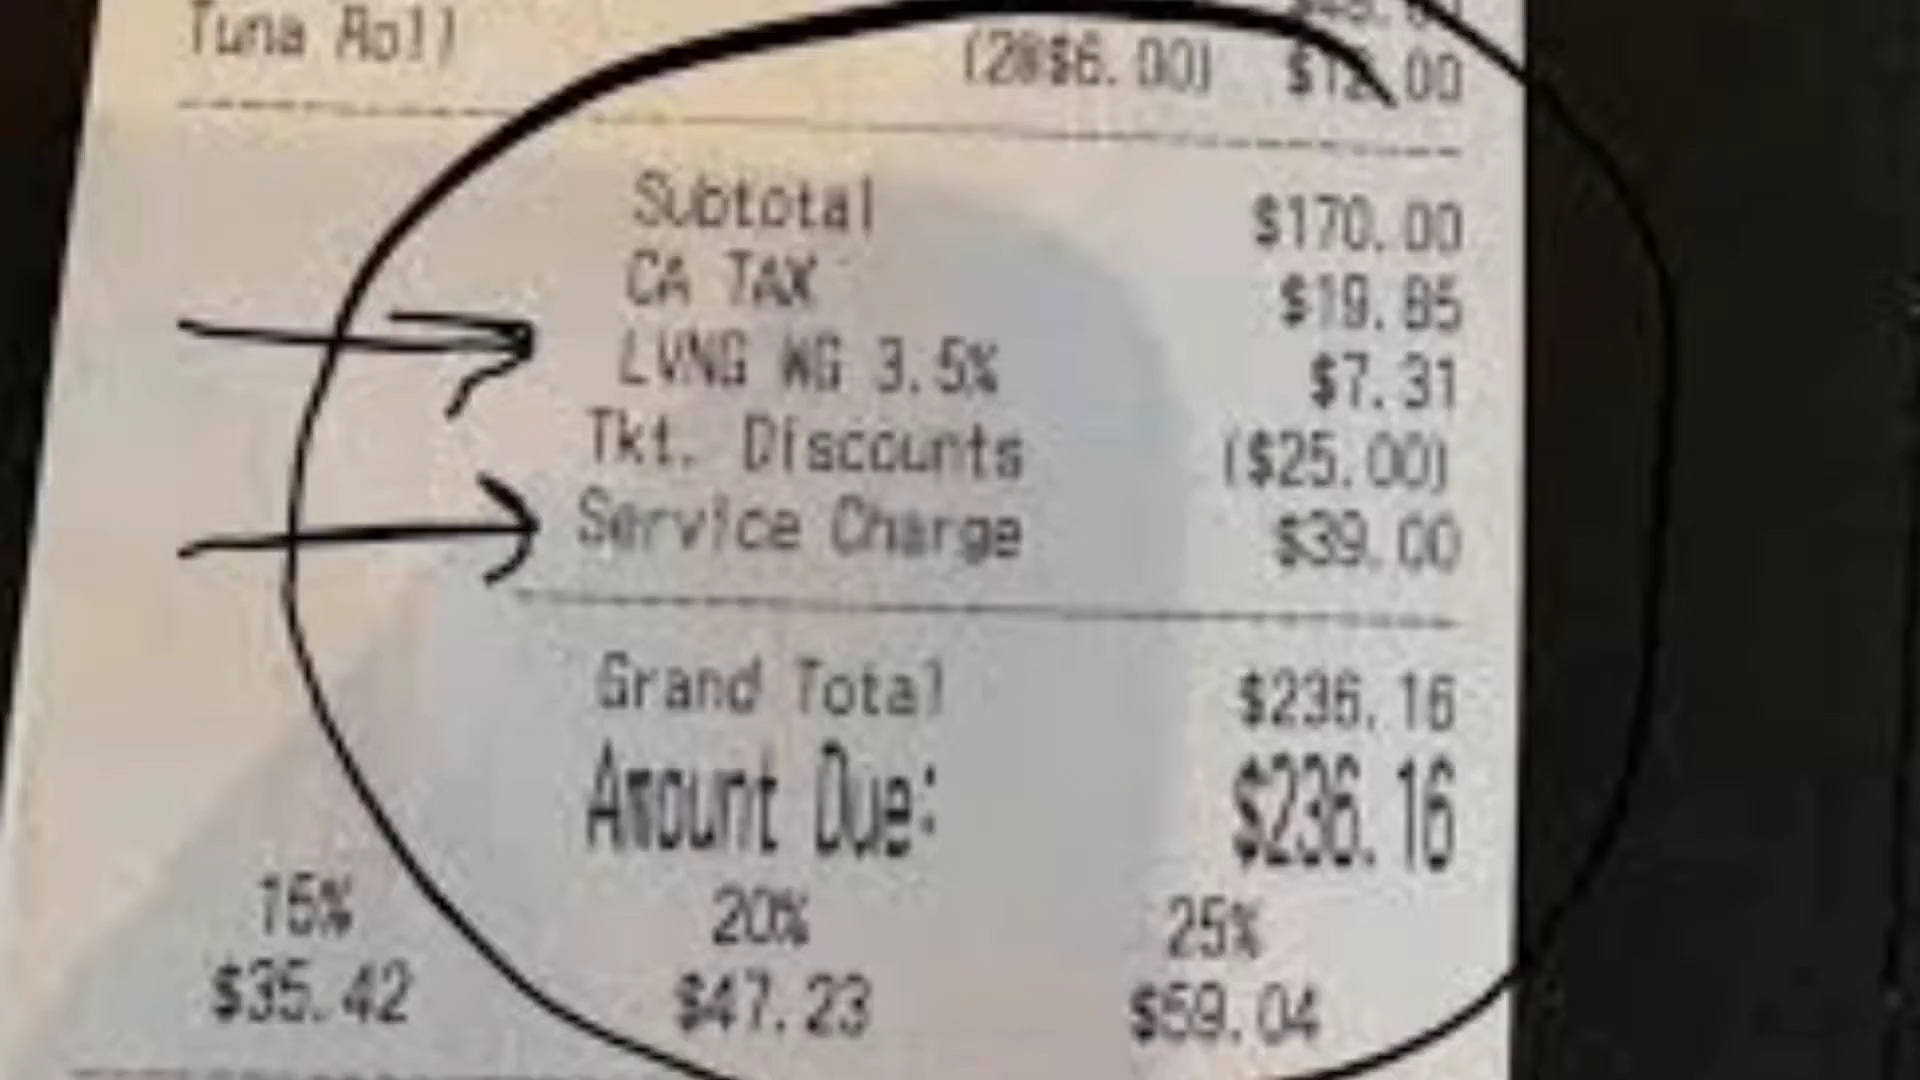 Tuna Roll (2@$6.00) $12.00
Subtotal $170.00
CA TAX $19.85
LVNG WG 3.5% $7.31
Tkt. Discounts ($25.00)
Service Charge $39.00
Grand Total $236.16
Amount Due: $236.16
15% 20% 25%
$35.42 $47.23 $59.04